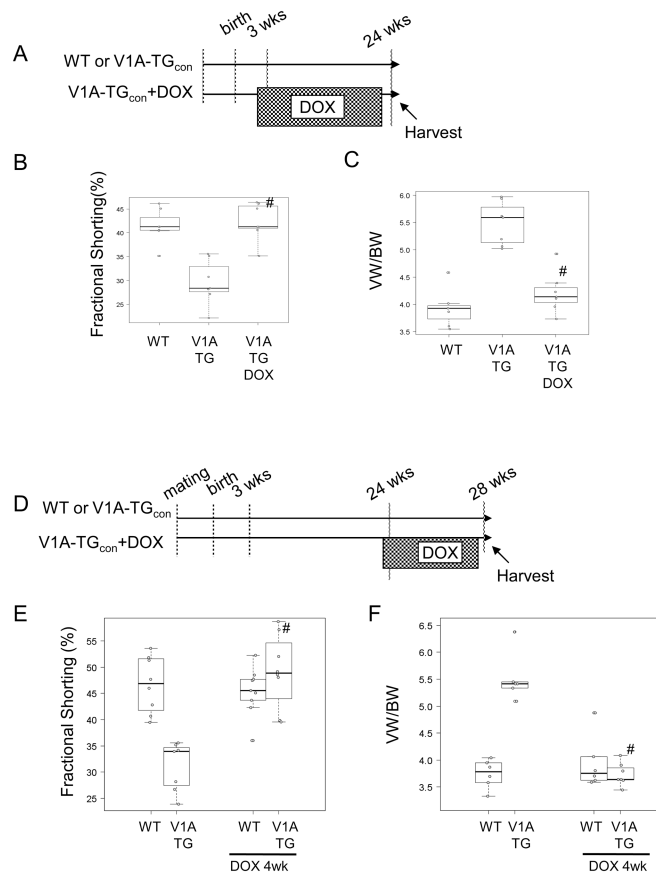 A
birth
3 wks
24 wks
WT or V1A-TGcon
V1A-TGcon+DOX
DOX
Harvest
B
Fractional Shorting(%)
45
40
35
30
25
#
WT
V1A
TG
V1A
TG
DOX
C
VW/BW
6.0
5.5
5.0
4.5
4.0
3.5
#
WT
V1A
TG
V1A
TG
DOX
D
mating
birth
3 wks
24 wks
28 wks
WT or V1A-TGcon
V1A-TGcon+DOX
DOX
Harvest
E
Fractional Shorting (%)
55
50
45
40
35
30
25
#
WT
V1A
TG
WT
V1A
TG
DOX 4wk
F
VW/BW
6.5
6.0
5.5
5.0
4.5
4.0
3.5
#
WT
V1A
TG
WT
V1A
TG
DOX 4wk